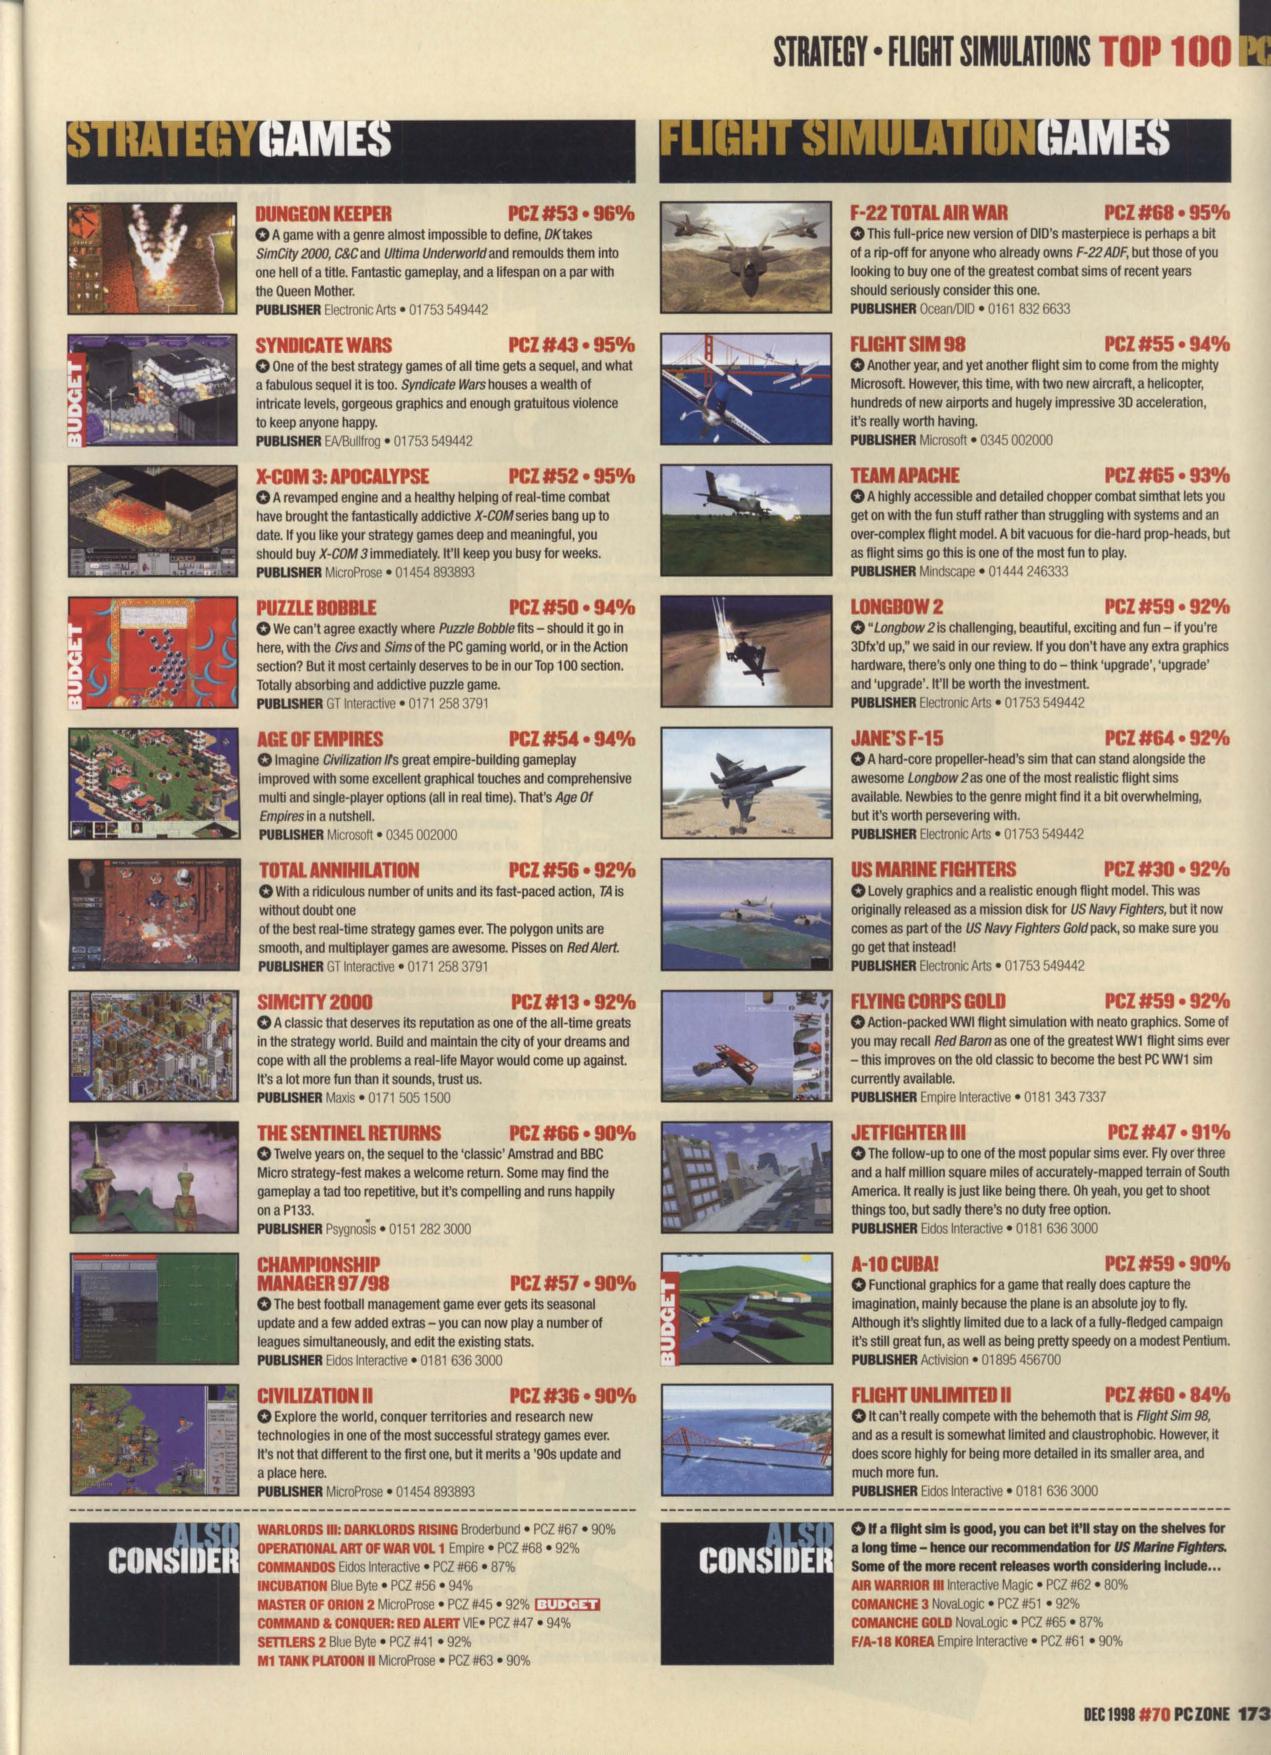 STRATEGY • FLIGHT SIMULATIONS TOP 100 PC
STRATEGYGAMES
DUNGEON KEEPER PCZ #53 • 96%
A game with a genre almost impossible to define, DK takes
SimCity 2000, C&C and Ultima Underworld and remoulds them into
one hell of a title. Fantastic gameplay, and a lifespan on a par with
the Queen Mother.
PUBLISHER Electronic Arts • 01753 549442
BUDGET
SYNDICATE WARS PCZ #43 • 95%
One of the best strategy games of all time gets a sequel, and what
a fabulous sequel it is too. Syndicate Wars houses a wealth of
intricate levels, gorgeous graphics and enough gratuitous violence
to keep anyone happy.
PUBLISHER EA/Bullfrog • 01753 549442
X-COM 3: APOCALYPSE PCZ #52 • 95%
A revamped engine and a healthy helping of real-time combat
have brought the fantastically addictive X-COM series bang up to
date. If you like your strategy games deep and meaningful, you
should buy X-COM 3 immediately. It'll keep you busy for weeks.
PUBLISHER MicroProse • 01454 893893
BUDGET
PUZZLE BOBBLE PCZ #50 • 94%
We can't agree exactly where Puzzle Bobble fits – should it go in
here, with the Civs and Sims of the PC gaming world, or in the Action
section? But it most certainly deserves to be in our Top 100 section.
Totally absorbing and addictive puzzle game.
PUBLISHER GT Interactive • 0171 258 3791
AGE OF EMPIRES PCZ #54 • 94%
Imagine Civilization II's great empire-building gameplay
improved with some excellent graphical touches and comprehensive
multi and single-player options (all in real time). That's Age Of
Empires in a nutshell.
PUBLISHER Microsoft • 0345 002000
TOTAL ANNIHILATION PCZ #56 • 92%
With a ridiculous number of units and its fast-paced action, TA is
without doubt one
of the best real-time strategy games ever. The polygon units are
smooth, and multiplayer games are awesome. Pisses on Red Alert.
PUBLISHER GT Interactive • 0171 258 3791
SIMCITY 2000 PCZ #13 • 92%
A classic that deserves its reputation as one of the all-time greats
in the strategy world. Build and maintain the city of your dreams and
cope with all the problems a real-life Mayor would come up against.
It's a lot more fun than it sounds, trust us.
PUBLISHER Maxis • 0171 505 1500
THE SENTINEL RETURNS PCZ #66 • 90%
Twelve years on, the sequel to the 'classic' Amstrad and BBC
Micro strategy-fest makes a welcome return. Some may find the
gameplay a tad too repetitive, but it's compelling and runs happily
on a P133.
PUBLISHER Psygnosis • 0151 282 3000
CHAMPIONSHIP
MANAGER 97/98 PCZ #57 • 90%
The best football management game ever gets its seasonal
update and a few added extras – you can now play a number of
leagues simultaneously, and edit the existing stats.
PUBLISHER Eidos Interactive • 0181 636 3000
CIVILIZATION II PCZ #36 • 90%
Explore the world, conquer territories and research new
technologies in one of the most successful strategy games ever.
It's not that different to the first one, but it merits a '90s update and
a place here.
PUBLISHER MicroProse • 01454 893893
ALSO
CONSIDER
WARLORDS III: DARKLORDS RISING Broderbund • PCZ #67 • 90%
OPERATIONAL ART OF WAR VOL 1 Empire • PCZ #68 • 92%
COMMANDOS Eidos Interactive • PCZ #66 • 87%
INCUBATION Blue Byte • PCZ #56 • 94%
MASTER OF ORION 2 MicroProse • PCZ #45 • 92% BUDGET
COMMAND & CONQUER: RED ALERT VIE • PCZ #47 • 94%
SETTLERS 2 Blue Byte • PCZ #41 • 92%
M1 TANK PLATOON II MicroProse • PCZ #63 • 90%
FLIGHT SIMULATIONGAMES
F-22 TOTAL AIR WAR PCZ #68 • 95%
This full-price new version of DID's masterpiece is perhaps a bit
of a rip-off for anyone who already owns F-22 ADF, but those of you
looking to buy one of the greatest combat sims of recent years
should seriously consider this one.
PUBLISHER Ocean/DID • 0161 832 6633
FLIGHT SIM 98 PCZ #55 • 94%
Another year, and yet another flight sim to come from the mighty
Microsoft. However, this time, with two new aircraft, a helicopter,
hundreds of new airports and hugely impressive 3D acceleration,
it's really worth having.
PUBLISHER Microsoft • 0345 002000
TEAM APACHE PCZ #65 • 93%
A highly accessible and detailed chopper combat simthat lets you
get on with the fun stuff rather than struggling with systems and an
over-complex flight model. A bit vacuous for die-hard prop-heads, but
as flight sims go this is one of the most fun to play.
PUBLISHER Mindscape • 01444 246333
LONGBOW 2 PCZ #59 • 92%
"Longbow 2 is challenging, beautiful, exciting and fun – if you're
3Dfx'd up," we said in our review. If you don't have any extra graphics
hardware, there's only one thing to do – think 'upgrade', 'upgrade'
and 'upgrade'. It'll be worth the investment.
PUBLISHER Electronic Arts • 01753 549442
JANE'S F-15 PCZ #64 • 92%
A hard-core propeller-head's sim that can stand alongside the
awesome Longbow 2 as one of the most realistic flight sims
available. Newbies to the genre might find it a bit overwhelming,
but it's worth persevering with.
PUBLISHER Electronic Arts • 01753 549442
US MARINE FIGHTERS PCZ #30 • 92%
Lovely graphics and a realistic enough flight model. This was
originally released as a mission disk for US Navy Fighters, but it now
comes as part of the US Navy Fighters Gold pack, so make sure you
go get that instead!
PUBLISHER Electronic Arts • 01753 549442
FLYING CORPS GOLD PCZ #59 • 92%
Action-packed WWI flight simulation with neato graphics. Some of
you may recall Red Baron as one of the greatest WW1 flight sims ever
– this improves on the old classic to become the best PC WW1 sim
currently available.
PUBLISHER Empire Interactive • 0181 343 7337
JETFIGHTER III PCZ #47 • 91%
The follow-up to one of the most popular sims ever. Fly over three
and a half million square miles of accurately-mapped terrain of South
America. It really is just like being there. Oh yeah, you get to shoot
things too, but sadly there's no duty free option.
PUBLISHER Eidos Interactive • 0181 636 3000
BUDGET
A-10 CUBA! PCZ #59 • 90%
Functional graphics for a game that really does capture the
imagination, mainly because the plane is an absolute joy to fly.
Although it's slightly limited due to a lack of a fully-fledged campaign
it's still great fun, as well as being pretty speedy on a modest Pentium.
PUBLISHER Activision • 01895 456700
FLIGHT UNLIMITED II PCZ #60 • 84%
It can't really compete with the behemoth that is Flight Sim 98,
and as a result is somewhat limited and claustrophobic. However, it
does score highly for being more detailed in its smaller area, and
much more fun.
PUBLISHER Eidos Interactive • 0181 636 3000
ALSO
CONSIDER
If a flight sim is good, you can bet it'll stay on the shelves for
a long time – hence our recommendation for US Marine Fighters.
Some of the more recent releases worth considering include...
AIR WARRIOR III Interactive Magic • PCZ #62 • 80%
COMANCHE 3 NovaLogic • PCZ #51 • 92%
COMANCHE GOLD NovaLogic • PCZ #65 • 87%
F/A-18 KOREA Empire Interactive • PCZ #61 • 90%
DEC 1998 #70 PC ZONE 173